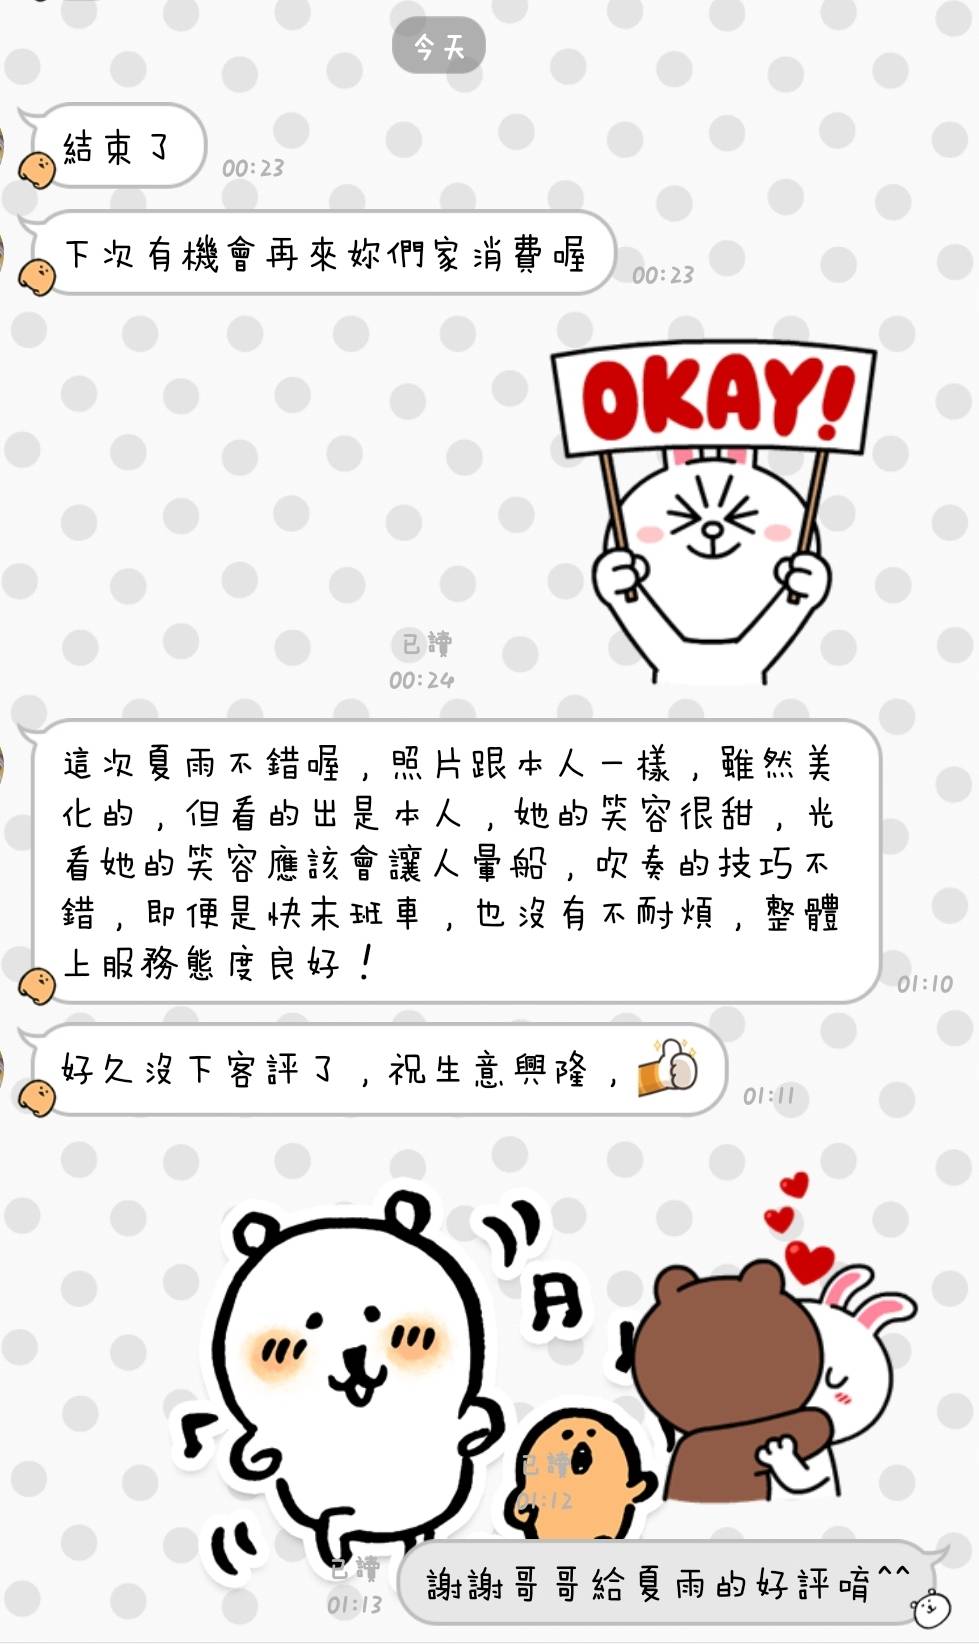 今天
結束了
00:23
下次有機會再來妳們家消費喔
00:23
OKAY!
已讀
00:24
這次夏雨不錯喔，照片跟本人一樣，雖然美
化的，但看的出是本人，她的笑容很甜，光
看她的笑容應該會讓人暈船，吹奏的技巧不
錯，即便是快末班車，也沒有不耐煩，整體
上服務態度良好！
01:10
好久沒下客評了，祝生意興隆，
01:11
已讀
01:12
已讀
01:13
謝謝哥哥給夏雨的好評唷^^